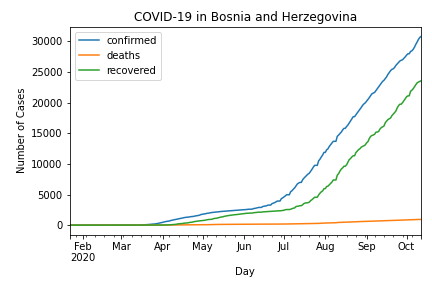 COVID-19 in Bosnia and Herzegovina
confirmed
deaths
recovered
Number of Cases
30000
25000
20000
15000
10000
5000
0
Feb Mar Apr May Jun Jul Aug Sep Oct
2020
Day